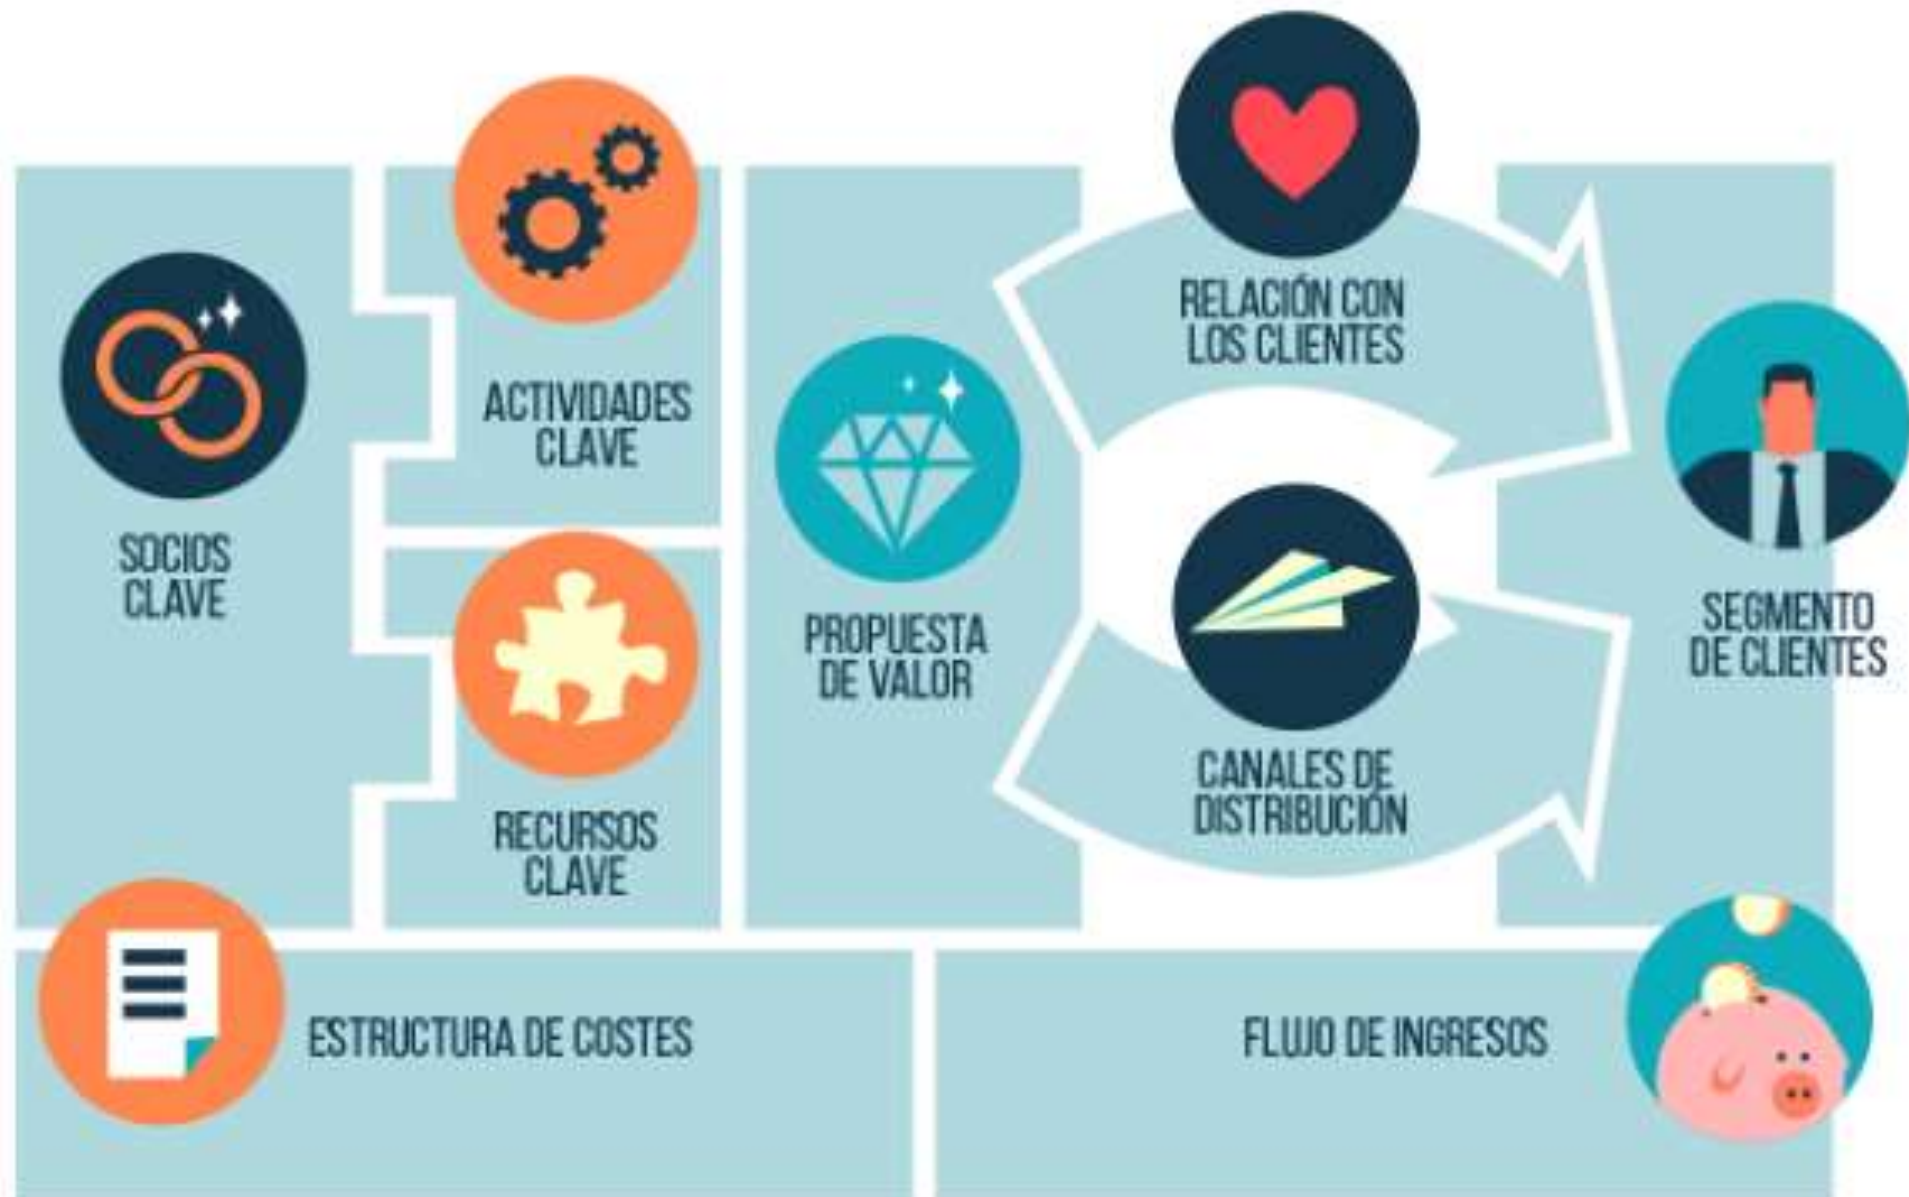 SOCIOS
CLAVE
ACTIVIDADES
CLAVE
RECURSOS
CLAVE
PROPUESTA
DE VALOR
RELACIÓN CON
LOS CLIENTES
CANALES DE
DISTRIBUCIÓN
SEGMENTO
DE CLIENTES
ESTRUCTURA DE COSTES
FLUJO DE INGRESOS